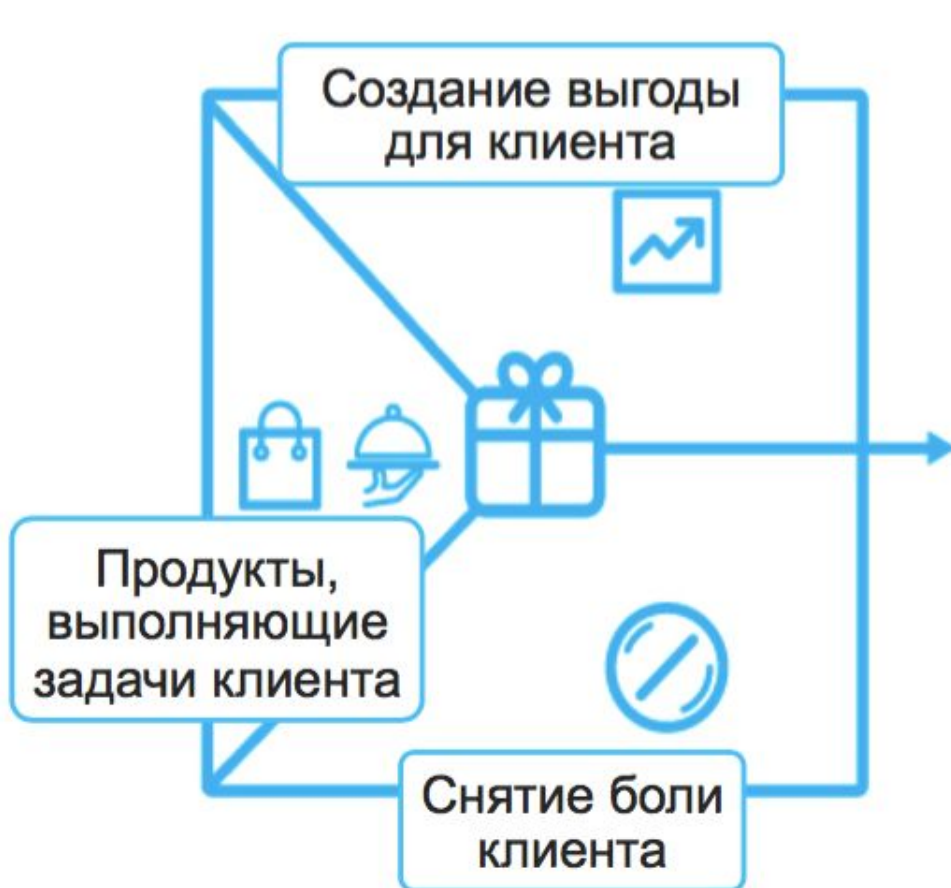 Создание выгоды
для клиента
Продукты,
выполняющие
задачи клиента
Снятие боли
клиента